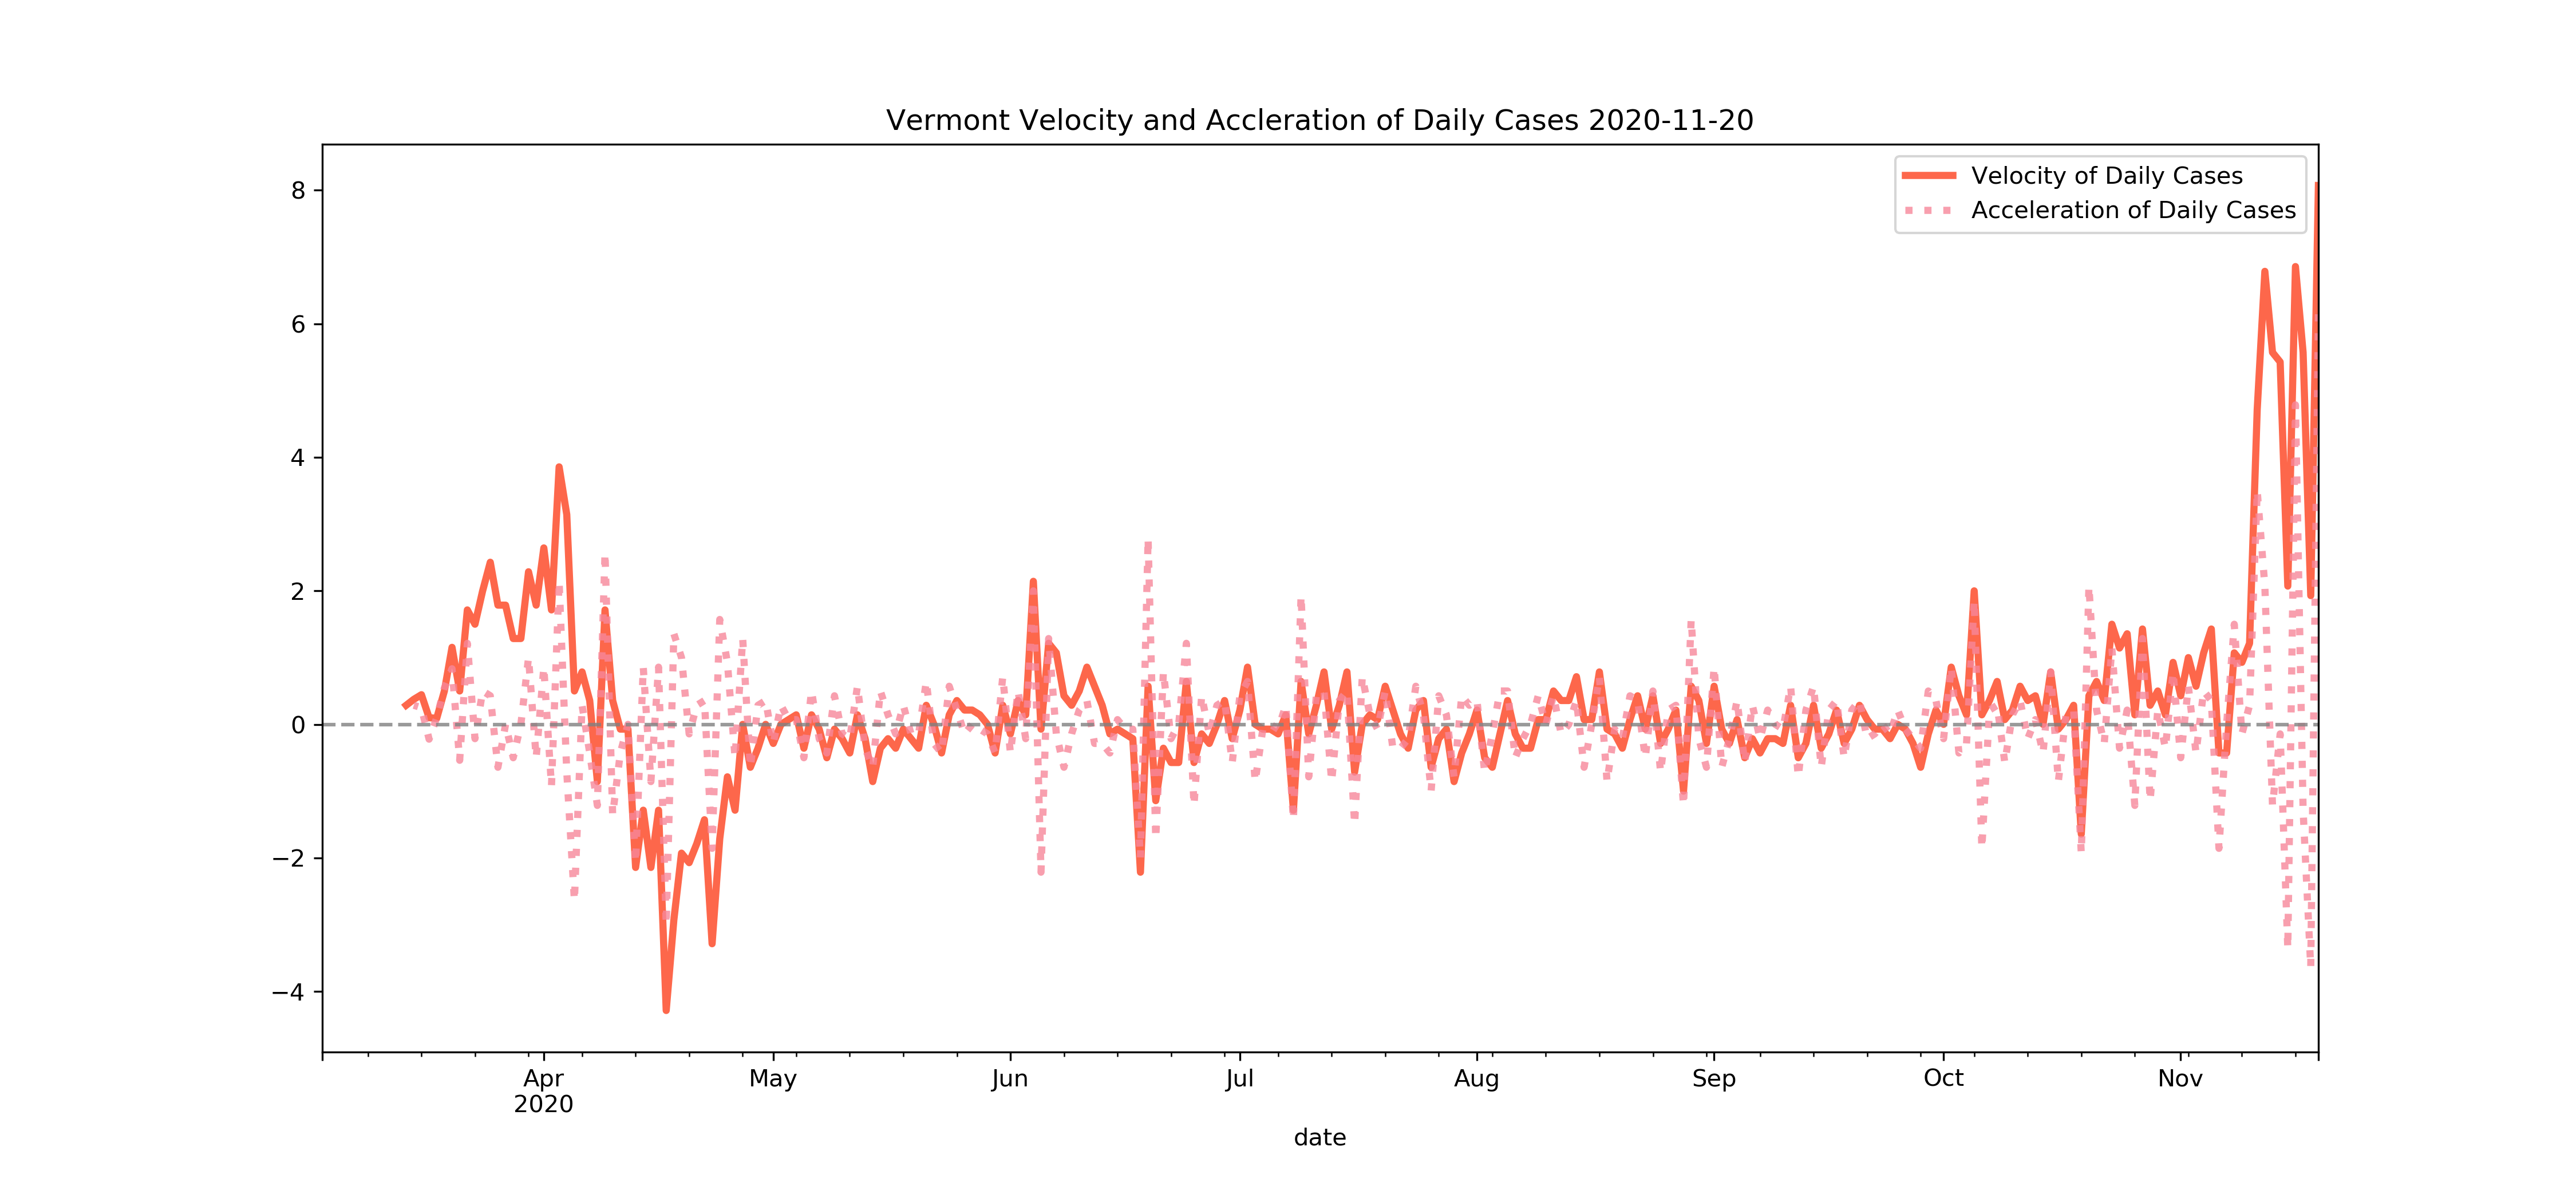 Vermont Velocity and Accleration of Daily Cases 2020-11-20
Velocity of Daily Cases
Acceleration of Daily Cases
8
6
4
2
0
−2
−4
Apr
2020
May
Jun
Jul
Aug
Sep
Oct
Nov
date